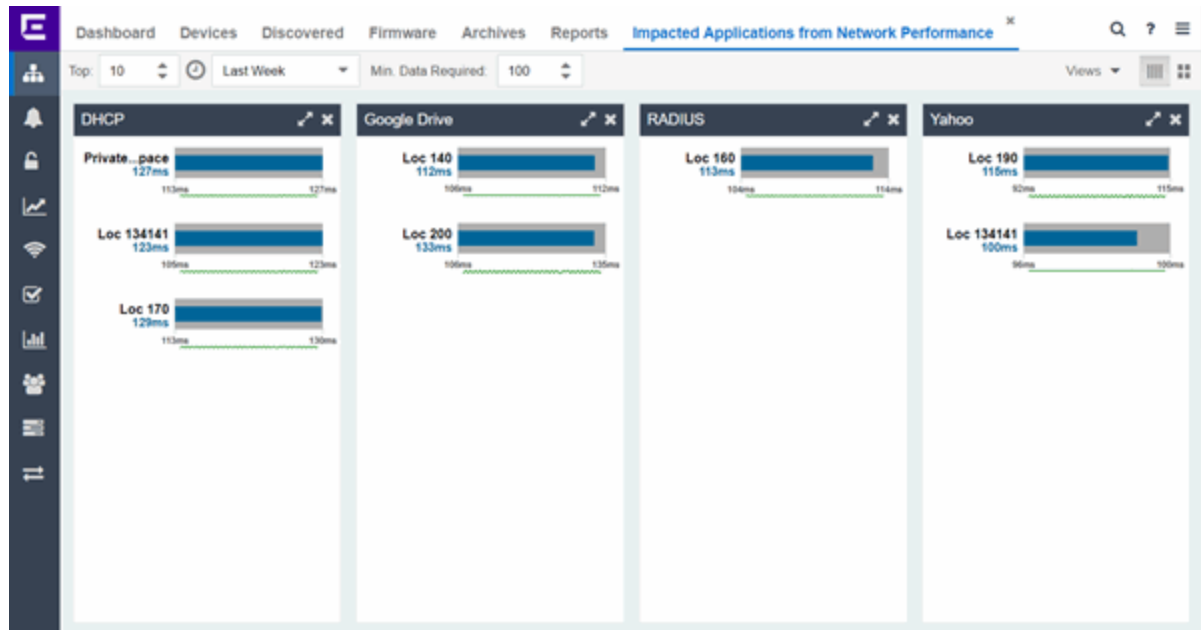 Dashboard Devices Discovered Firmware Archives Reports Impacted Applications from Network Performance
Top: 10 Last Week Min. Data Required: 100 Views
DHCP
Private...pace
127ms
113ms 127ms
Loc 134141
123ms
105ms 123ms
Loc 170
129ms
113ms 130ms
Google Drive
Loc 140
112ms
106ms 112ms
Loc 200
133ms
106ms 135ms
RADIUS
Loc 160
113ms
104ms 114ms
Yahoo
Loc 190
115ms
92ms 115ms
Loc 134141
100ms
96ms 100ms